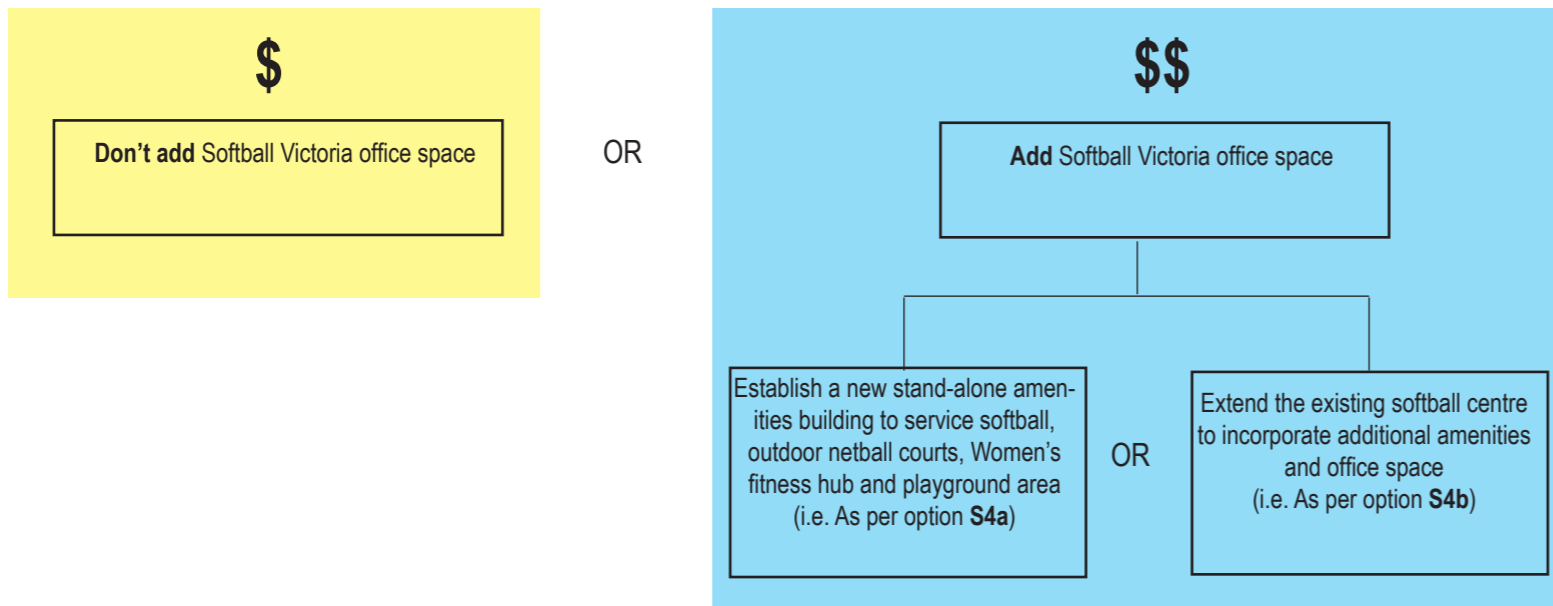 $
Don't add Softball Victoria office space
OR
$$
Add Softball Victoria office space
Establish a new stand-alone amen-
ities building to service softball,
outdoor netball courts, Women's
fitness hub and playground area
(i.e. As per option S4a)
OR
Extend the existing softball centre
to incorporate additional amenities
and office space
(i.e. As per option S4b)